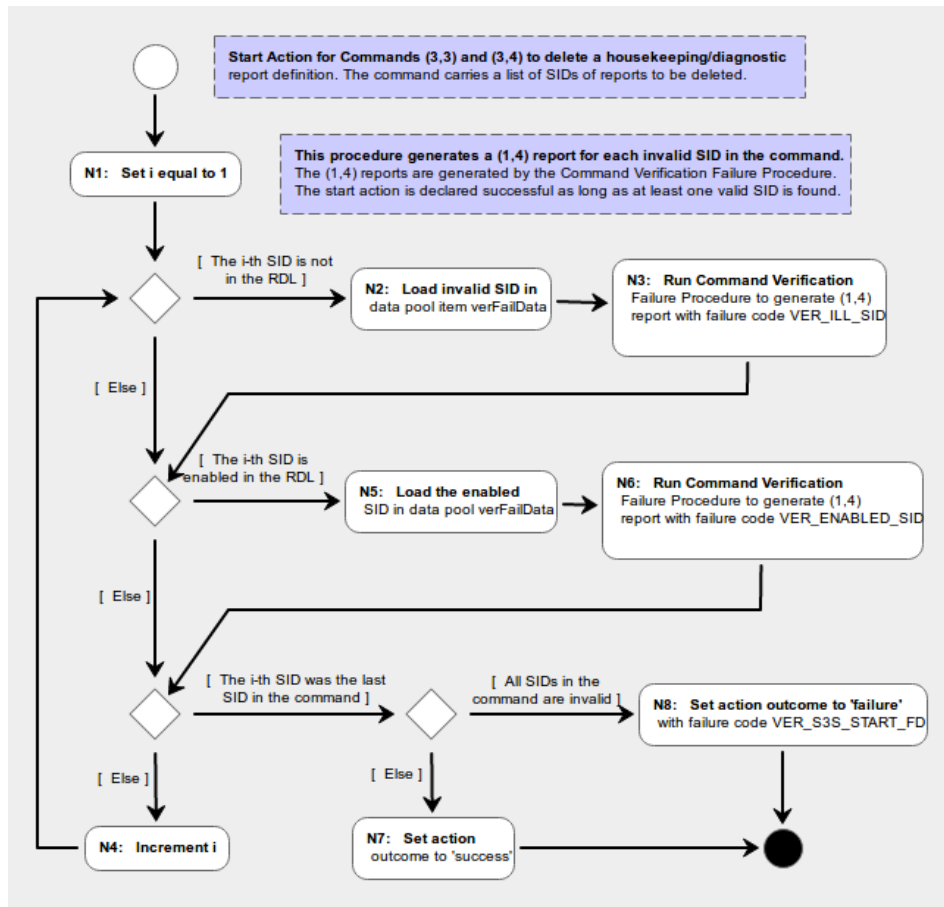 Start Action for Commands (3,3) and (3,4) to delete a housekeeping/diagnostic
report definition. The command carries a list of SIDs of reports to be deleted.
This procedure generates a (1,4) report for each invalid SID in the command.
The (1,4) reports are generated by the Command Verification Failure Procedure.
The start action is declared successful as long as at least one valid SID is found.
N1: Set i equal to 1
[ The i-th SID is not
in the RDL ]
N2: Load invalid SID in
data pool item verFailData
N3: Run Command Verification
Failure Procedure to generate (1,4)
report with failure code VER_ILL_SID
[ Else ]
[ The i-th SID is
enabled in the RDL ]
N5: Load the enabled
SID in data pool verFailData
N6: Run Command Verification
Failure Procedure to generate (1,4)
report with failure code VER_ENABLED_SID
[ Else ]
[ The i-th SID was the last
SID in the command ]
[ All SIDs in the
command are invalid ]
N8: Set action outcome to 'failure'
with failure code VER_S3S_START_FD
[ Else ]
[ Else ]
N4: Increment i
N7: Set action
outcome to 'success'